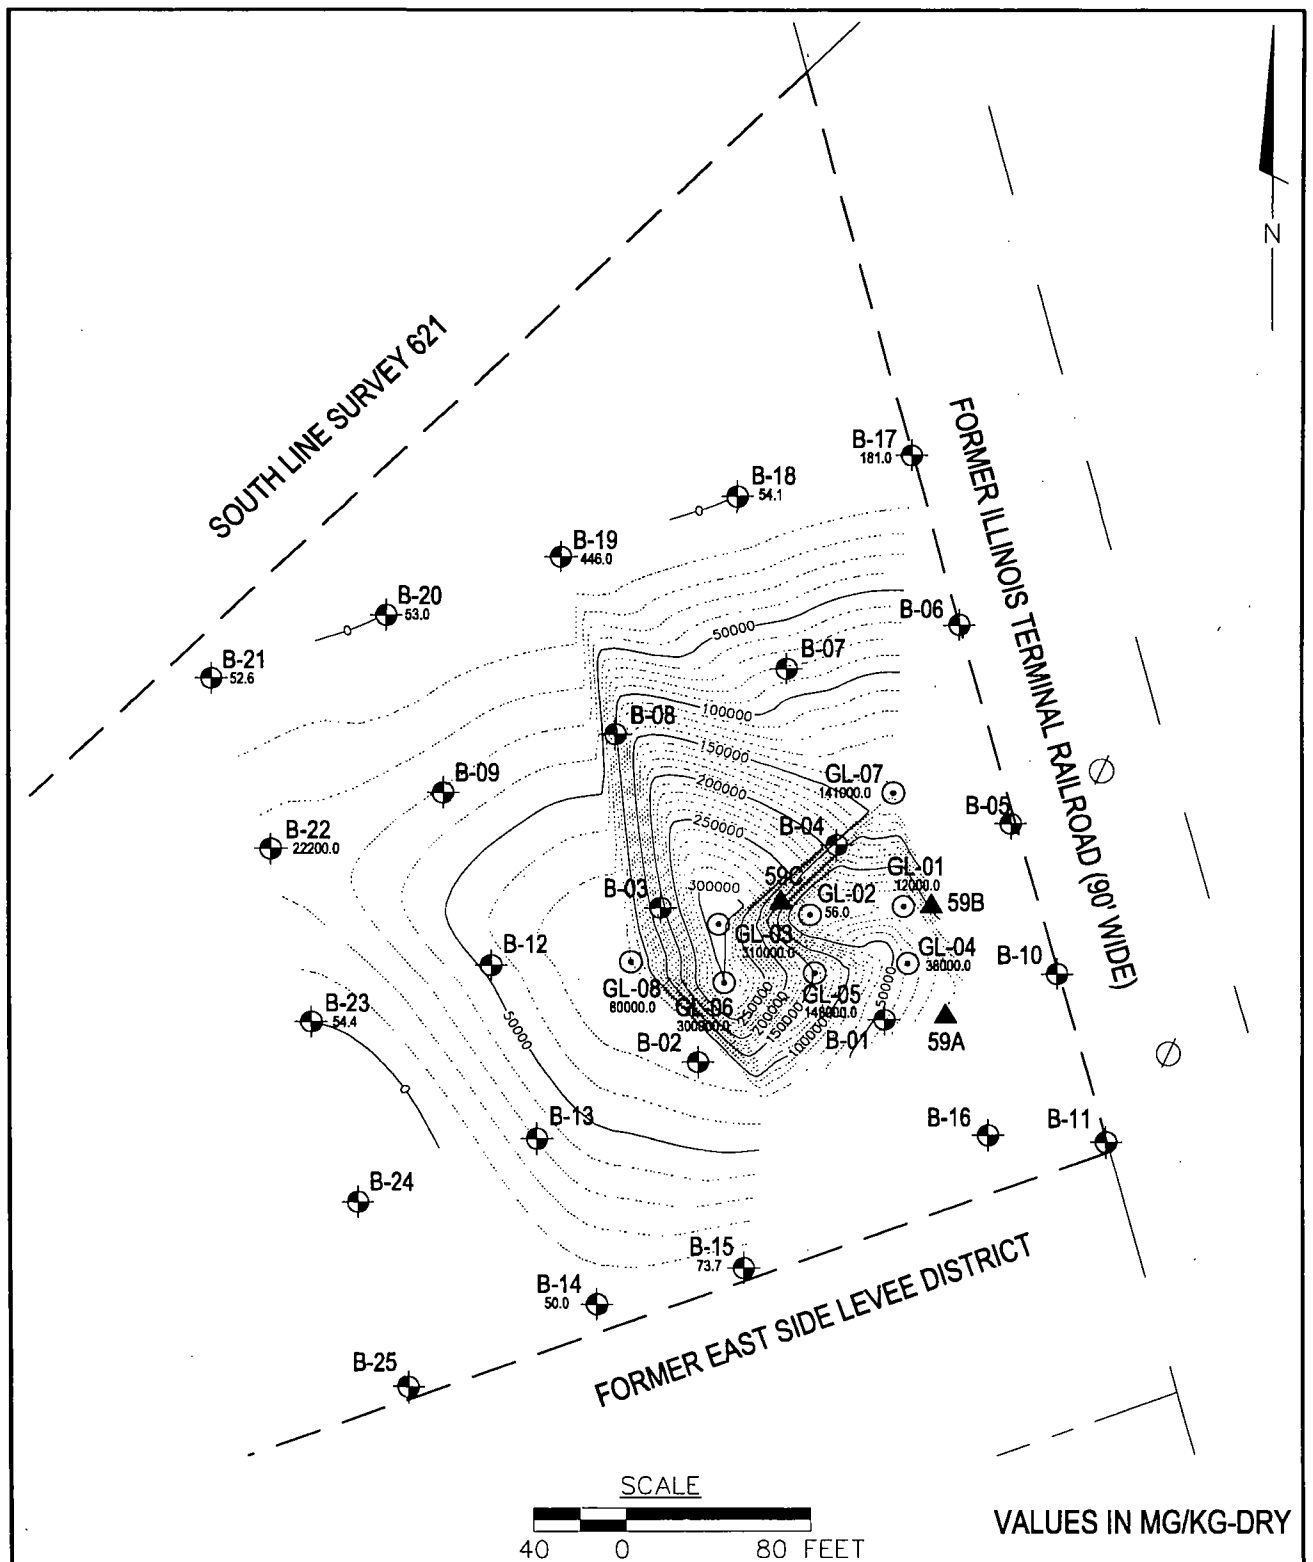 N
SOUTH LINE SURVEY 621
FORMER ILLINOIS TERMINAL RAILROAD (90' WIDE)
B-17
181.0
B-18
54.1
0
B-19
446.0
B-20
53.0
0
B-21
52.6
B-06
50000
B-07
B-08
100000
150000
200000
250000
300000
GL-07
141000.0
B-09
B-05
B-04
B-22
22200.0
GL-01
12000.0
59C
59B
B-03
GL-02
56.0
GL-03
310000.0
GL-04
B-12
B-10
GL-08
GL-06
GL-05
50000
B-23
54.4
250000
200000
150000
100000
50000
B-01
59A
B-02
0
B-13
B-16
B-11
B-24
B-15
73.7
B-14
50.0
B-25
FORMER EAST SIDE LEVEE DISTRICT
SCALE
40 0 80 FEET
VALUES IN MG/KG-DRY